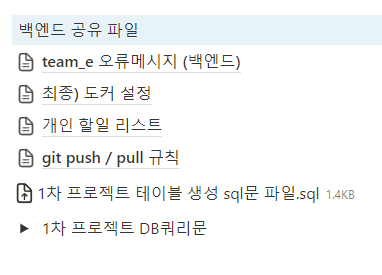 백엔드 공유 파일
team_e 오류메시지 (백엔드)
최종) 도커 설정
개인 할일 리스트
git push / pull 규칙
1차 프로젝트 테이블 생성 sql문 파일.sql 1.4KB
1차 프로젝트 DB쿼리문